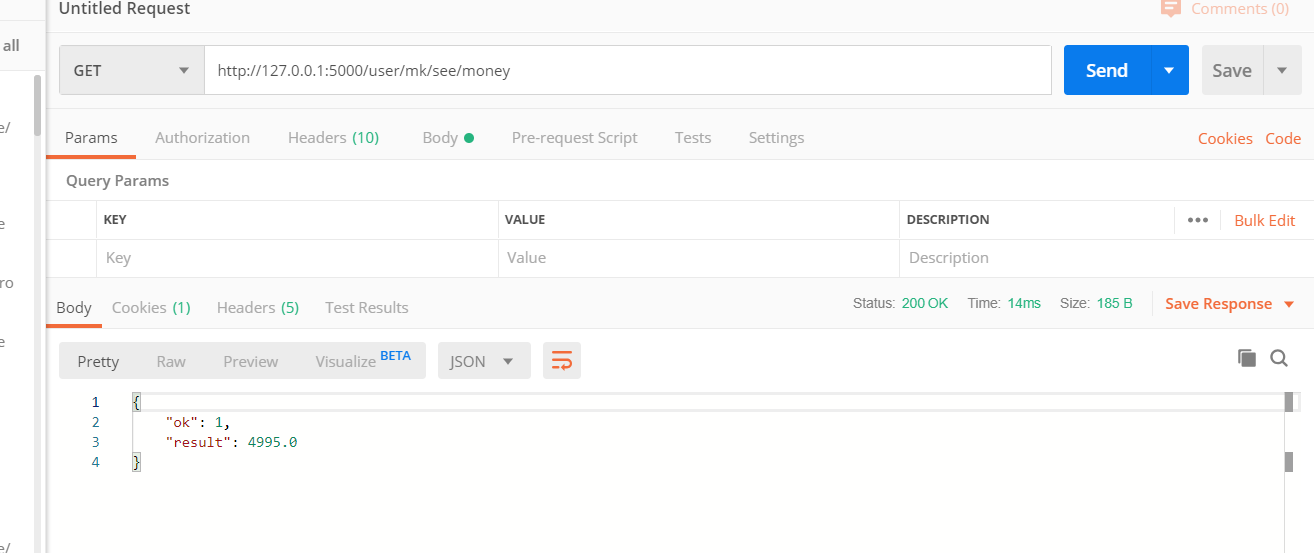 Untitled Request
Comments (0)
all
GET
http://127.0.0.1:5000/user/mk/see/money
Send
Save
e/
Params
Authorization
Headers (10)
Body
Pre-request Script
Tests
Settings
Cookies
Code
Query Params
KEY
VALUE
DESCRIPTION
Bulk Edit
e
Key
Value
Description
ro
Body
Cookies (1)
Headers (5)
Test Results
Status: 200 OK
Time: 14ms
Size: 185 B
Save Response
e
Pretty
Raw
Preview
Visualize BETA
JSON
1 {
2 "ok": 1,
3 "result": 4995.0
4 }
e/